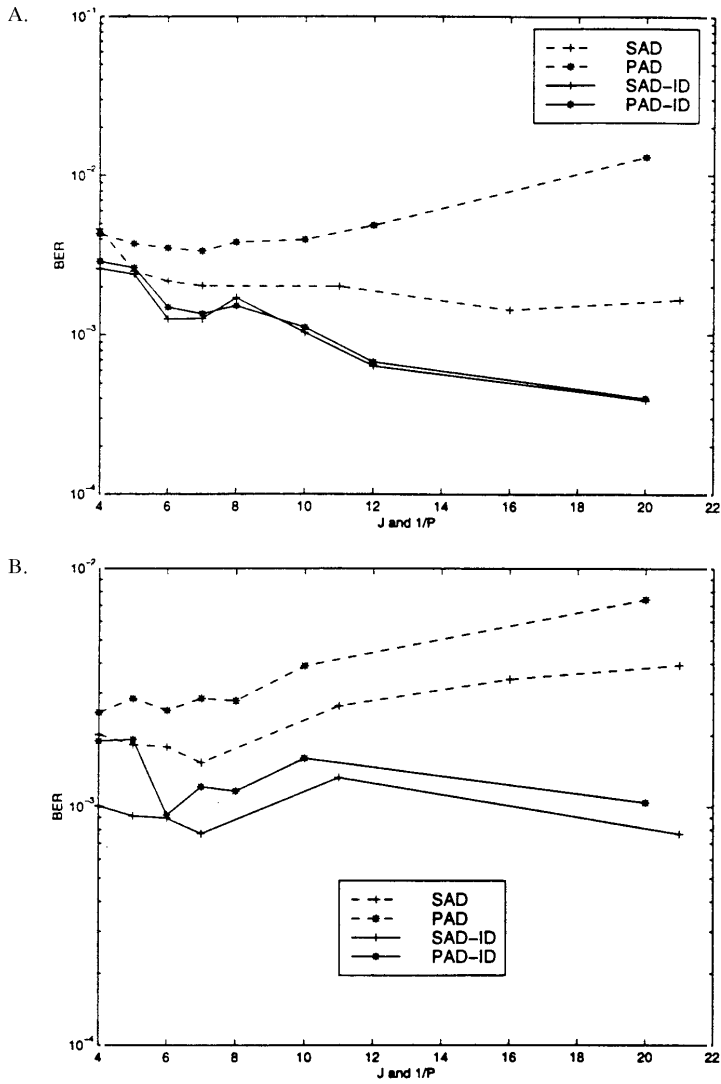 A.
10^-1
10^-2
10^-3
10^-4
BER
SAD
PAD
SAD-ID
PAD-ID
4 6 8 10 12 14 16 18 20 22
J and 1/P
B.
10^-2
10^-3
10^-4
BER
SAD
PAD
SAD-ID
PAD-ID
4 6 8 10 12 14 16 18 20 22
J and 1/P